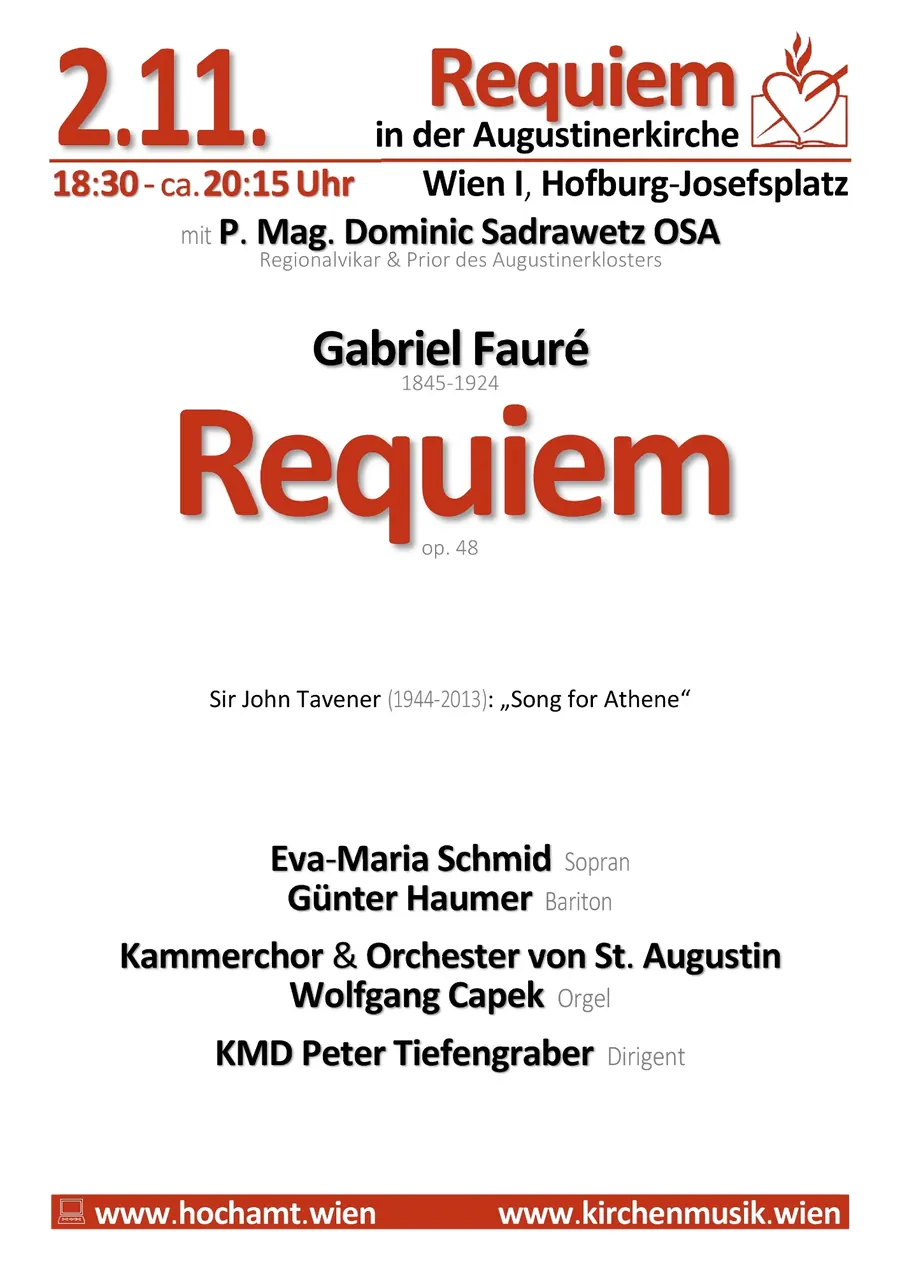 2.11.
Requiem
in der Augustinerkirche
18:30 - ca. 20:15 Uhr
Wien I, Hofburg-Josefsplatz
mit P. Mag. Dominic Sadrawetz OSA
Regionalvikar & Prior des Augustinerklosters
Gabriel Fauré
1845-1924
Requiem
op. 48
Sir John Tavener (1944-2013): „Song for Athene“
Eva-Maria Schmid Sopran
Günter Haumer Bariton
Kammerchor & Orchester von St. Augustin
Wolfgang Capek Orgel
KMD Peter Tiefengraber Dirigent
www.hochamt.wien
www.kirchenmusik.wien